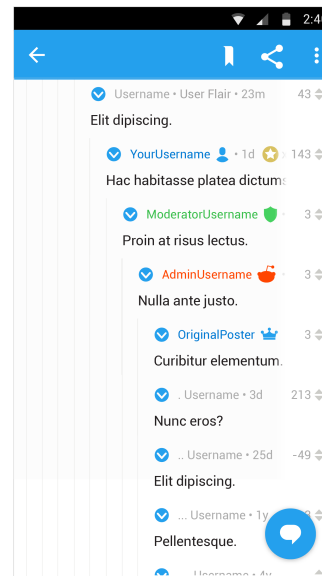 2:4
Username • User Flair • 23m 43
Elit dipiscing.
YourUsername • 1d 143
Hac habitasse platea dictums
ModeratorUsername 3
Proin at risus lectus.
AdminUsername 3
Nulla ante justo.
OriginalPoster 3
Curibitur elementum.
. Username • 3d 213
Nunc eros?
.. Username • 25d -49
Elit dipiscing.
... Username • 1y
Pellentesque.
Username • 4y